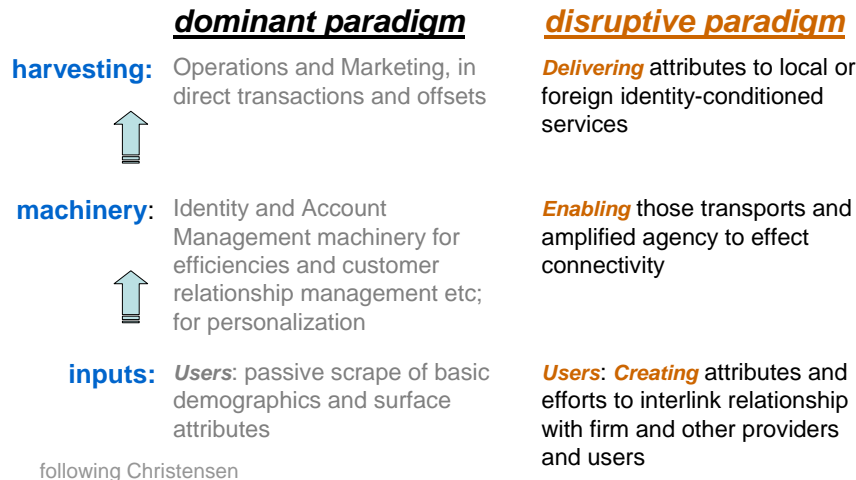 dominant paradigm
disruptive paradigm
harvesting:
Operations and Marketing, in
direct transactions and offsets
Delivering attributes to local or
foreign identity-conditioned
services
machinery:
Identity and Account
Management machinery for
efficiencies and customer
relationship management etc;
for personalization
Enabling those transports and
amplified agency to effect
connectivity
inputs:
Users: passive scrape of basic
demographics and surface
attributes
Users: Creating attributes and
efforts to interlink relationship
with firm and other providers
and users
following Christensen